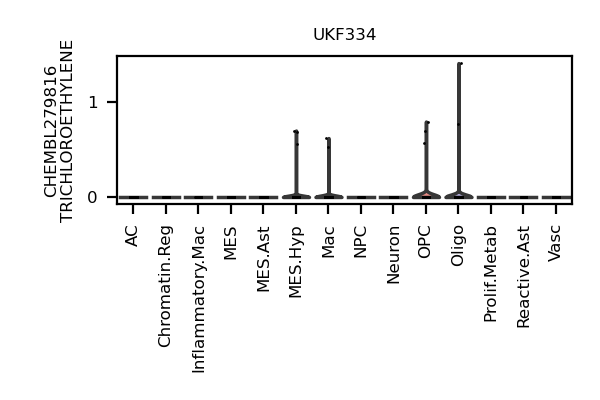 UKF334
CHEMBL279816
TRICHLOROETHYLENE
1
0
AC
Chromatin.Reg
Inflammatory.Mac
MES
MES.Ast
MES.Hyp
Mac
NPC
Neuron
OPC
Oligo
Prolif.Metab
Reactive.Ast
Vasc